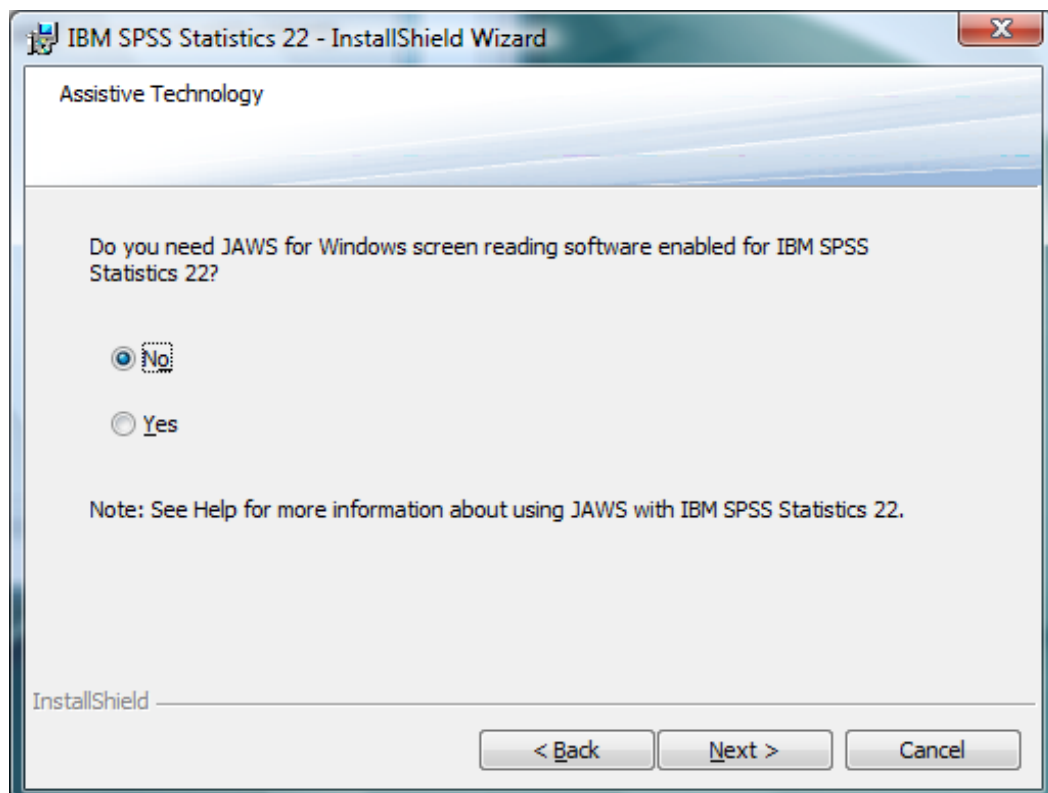 IBM SPSS Statistics 22 - InstallShield Wizard
Assistive Technology
Do you need JAWS for Windows screen reading software enabled for IBM SPSS
Statistics 22?
No
Yes
Note: See Help for more information about using JAWS with IBM SPSS Statistics 22.
InstallShield
< Back
Next >
Cancel